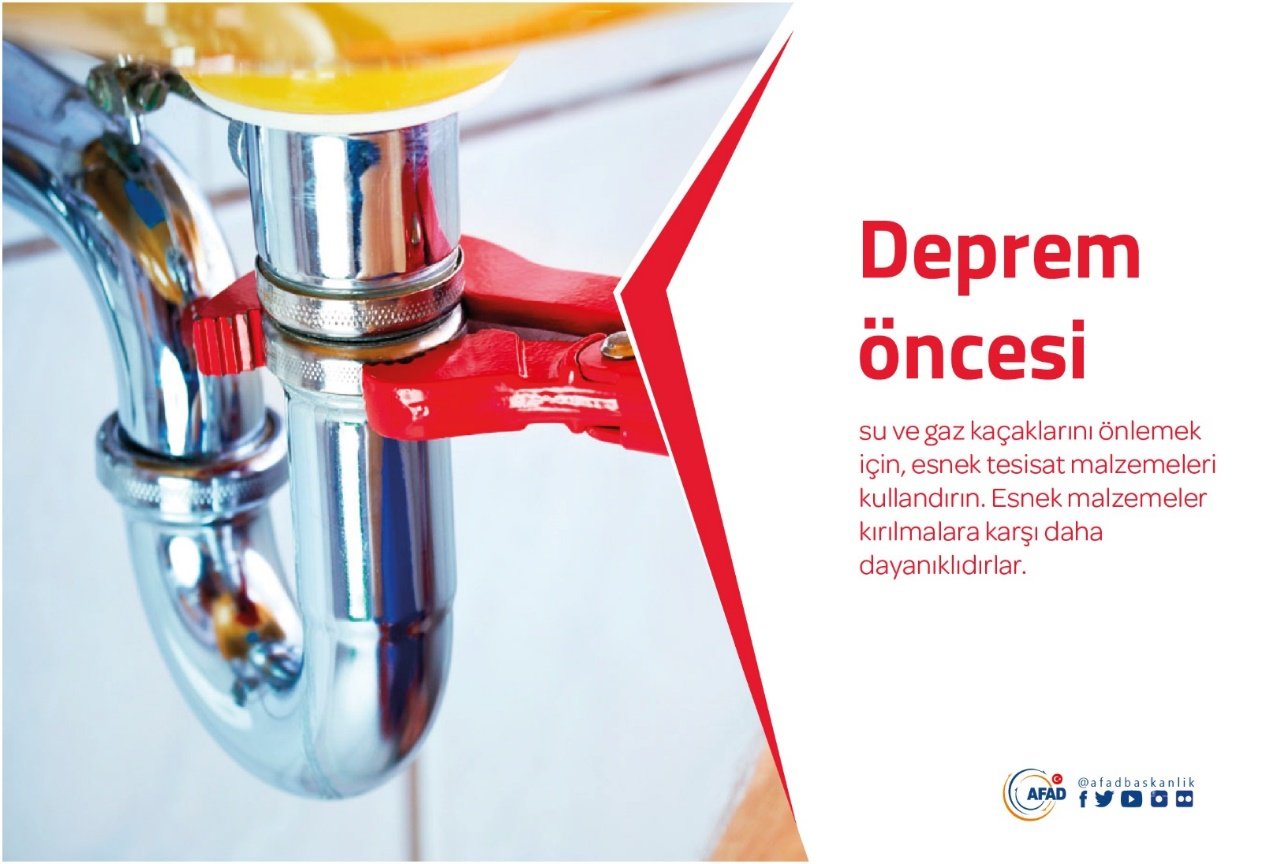 Deprem
öncesi
su ve gaz kaçaklarını önlemek
için, esnek tesisat malzemeleri
kullandırın. Esnek malzemeler
kırılmalara karşı daha
dayanıklıdırlar.
AFAD
@afadbaskanlik